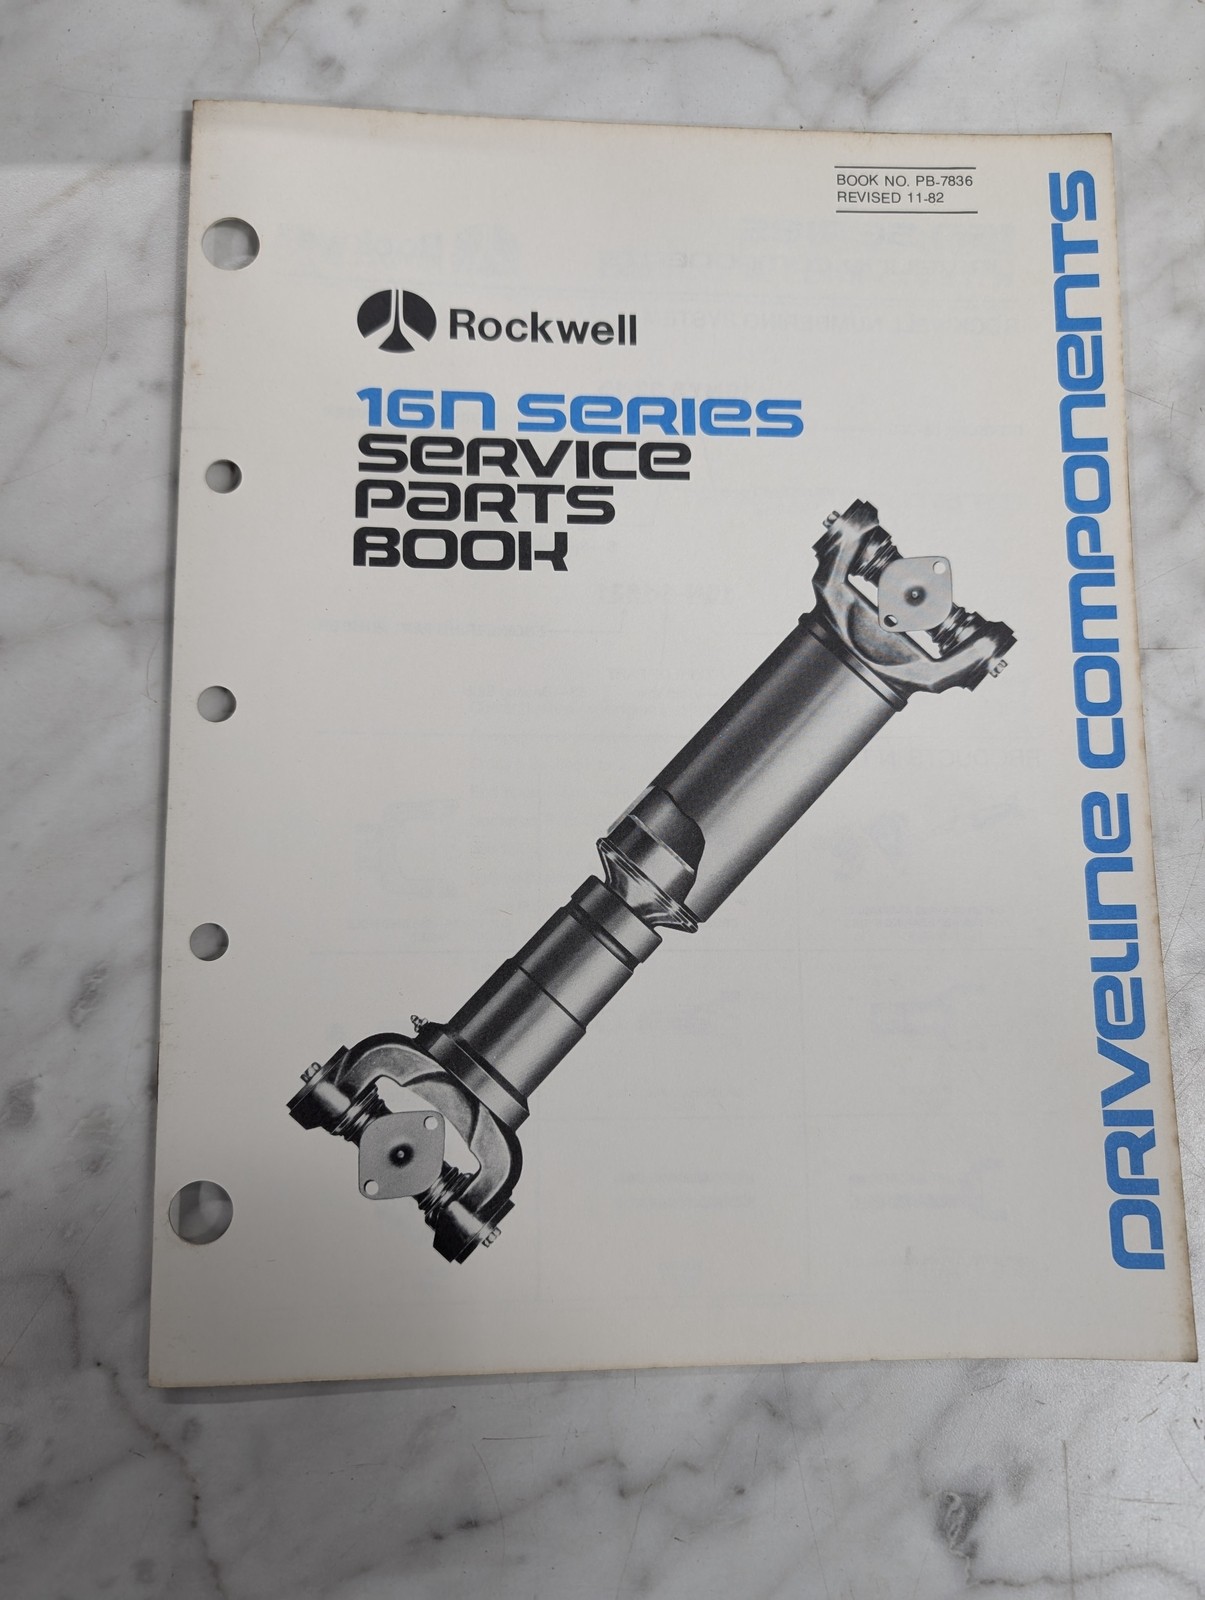 BOOK NO. PB-7836
REVISED 11-82
Rockwell
16N SERIES
SERVICE
PARTS
BOOK
DRIVELINE COMPONENTS